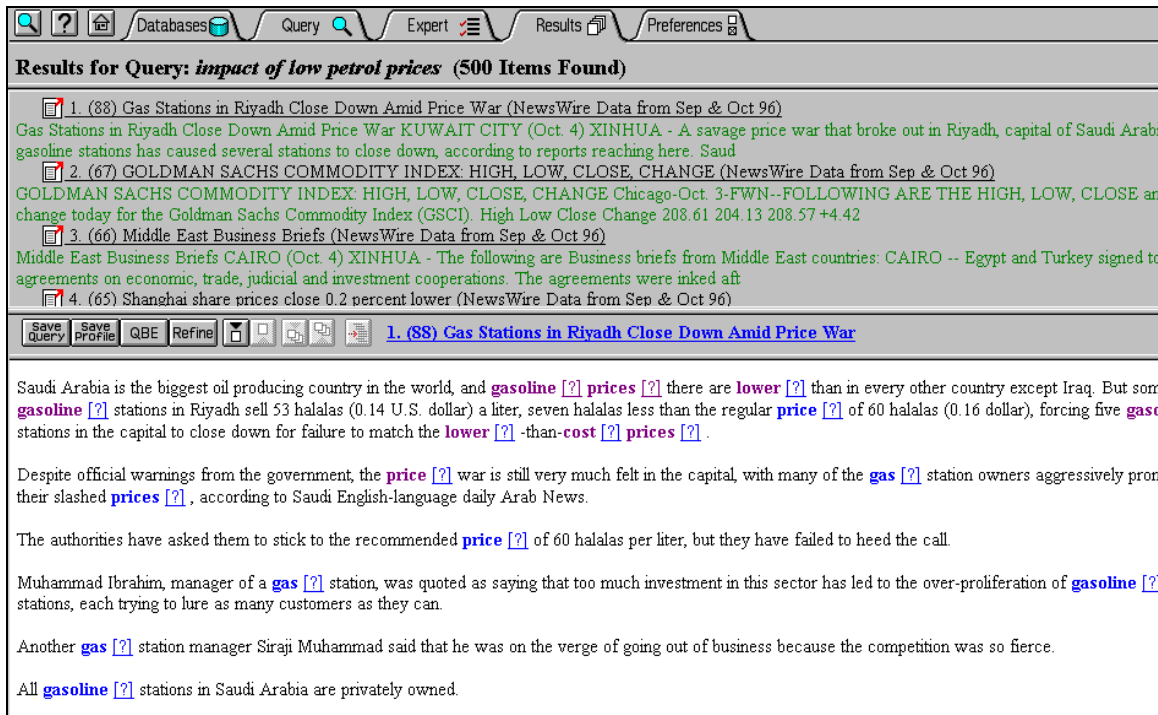 ? Databases Query Expert Results Preferences
Results for Query: impact of low petrol prices (500 Items Found)
1. (88) Gas Stations in Riyadh Close Down Amid Price War (NewsWire Data from Sep & Oct 96)
Gas Stations in Riyadh Close Down Amid Price War KUWAIT CITY (Oct. 4) XINHUA - A savage price war that broke out in Riyadh, capital of Saudi Arabi
gasoline stations has caused several stations to close down, according to reports reaching here. Saud
2. (67) GOLDMAN SACHS COMMODITY INDEX: HIGH, LOW, CLOSE, CHANGE (NewsWire Data from Sep & Oct 96)
GOLDMAN SACHS COMMODITY INDEX: HIGH, LOW, CLOSE, CHANGE Chicago-Oct. 3-FWN--FOLLOWING ARE THE HIGH, LOW, CLOSE an
change today for the Goldman Sachs Commodity Index (GSCI). High Low Close Change 208.61 204.13 208.57 +4.42
3. (66) Middle East Business Briefs (NewsWire Data from Sep & Oct 96)
Middle East Business Briefs CAIRO (Oct. 4) XINHUA - The following are Business briefs from Middle East countries: CAIRO -- Egypt and Turkey signed to
agreements on economic, trade, judicial and investment cooperations. The agreements were inked aft
4. (65) Shanghai share prices close 0.2 percent lower (NewsWire Data from Sep & Oct 96)
Save Query Save Profile QBE Refine 1. (88) Gas Stations in Riyadh Close Down Amid Price War
Saudi Arabia is the biggest oil producing country in the world, and gasoline [?] prices [?] there are lower [?] than in every other country except Iraq. But som
gasoline [?] stations in Riyadh sell 53 halalas (0.14 U.S. dollar) a liter, seven halalas less than the regular price [?] of 60 halalas (0.16 dollar), forcing five gaso
stations in the capital to close down for failure to match the lower [?] -than-cost [?] prices [?] .
Despite official warnings from the government, the price [?] war is still very much felt in the capital, with many of the gas [?] station owners aggressively pron
their slashed prices [?] , according to Saudi English-language daily Arab News.
The authorities have asked them to stick to the recommended price [?] of 60 halalas per liter, but they have failed to heed the call.
Muhammad Ibrahim, manager of a gas [?] station, was quoted as saying that too much investment in this sector has led to the over-proliferation of gasoline [?]
stations, each trying to lure as many customers as they can.
Another gas [?] station manager Siraji Muhammad said that he was on the verge of going out of business because the competition was so fierce.
All gasoline [?] stations in Saudi Arabia are privately owned.